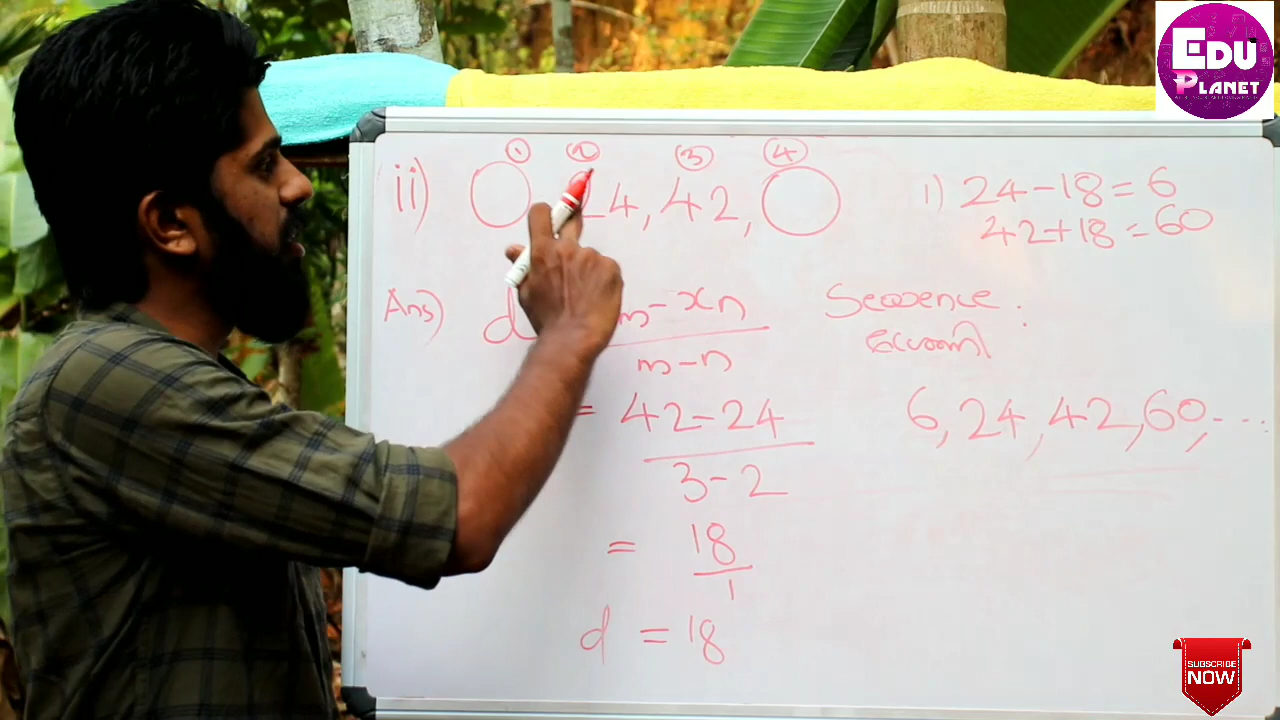 EDU
PLANET
① ② ③ ④
ii) 24, 42,
1) 24-18=6
42+18=60
Ans) d m-xn
m-n
Sequence :
= 42-24
3-2
6, 24, 42, 60, ...
= 18
1
d = 18
SUBSCRIBE
NOW